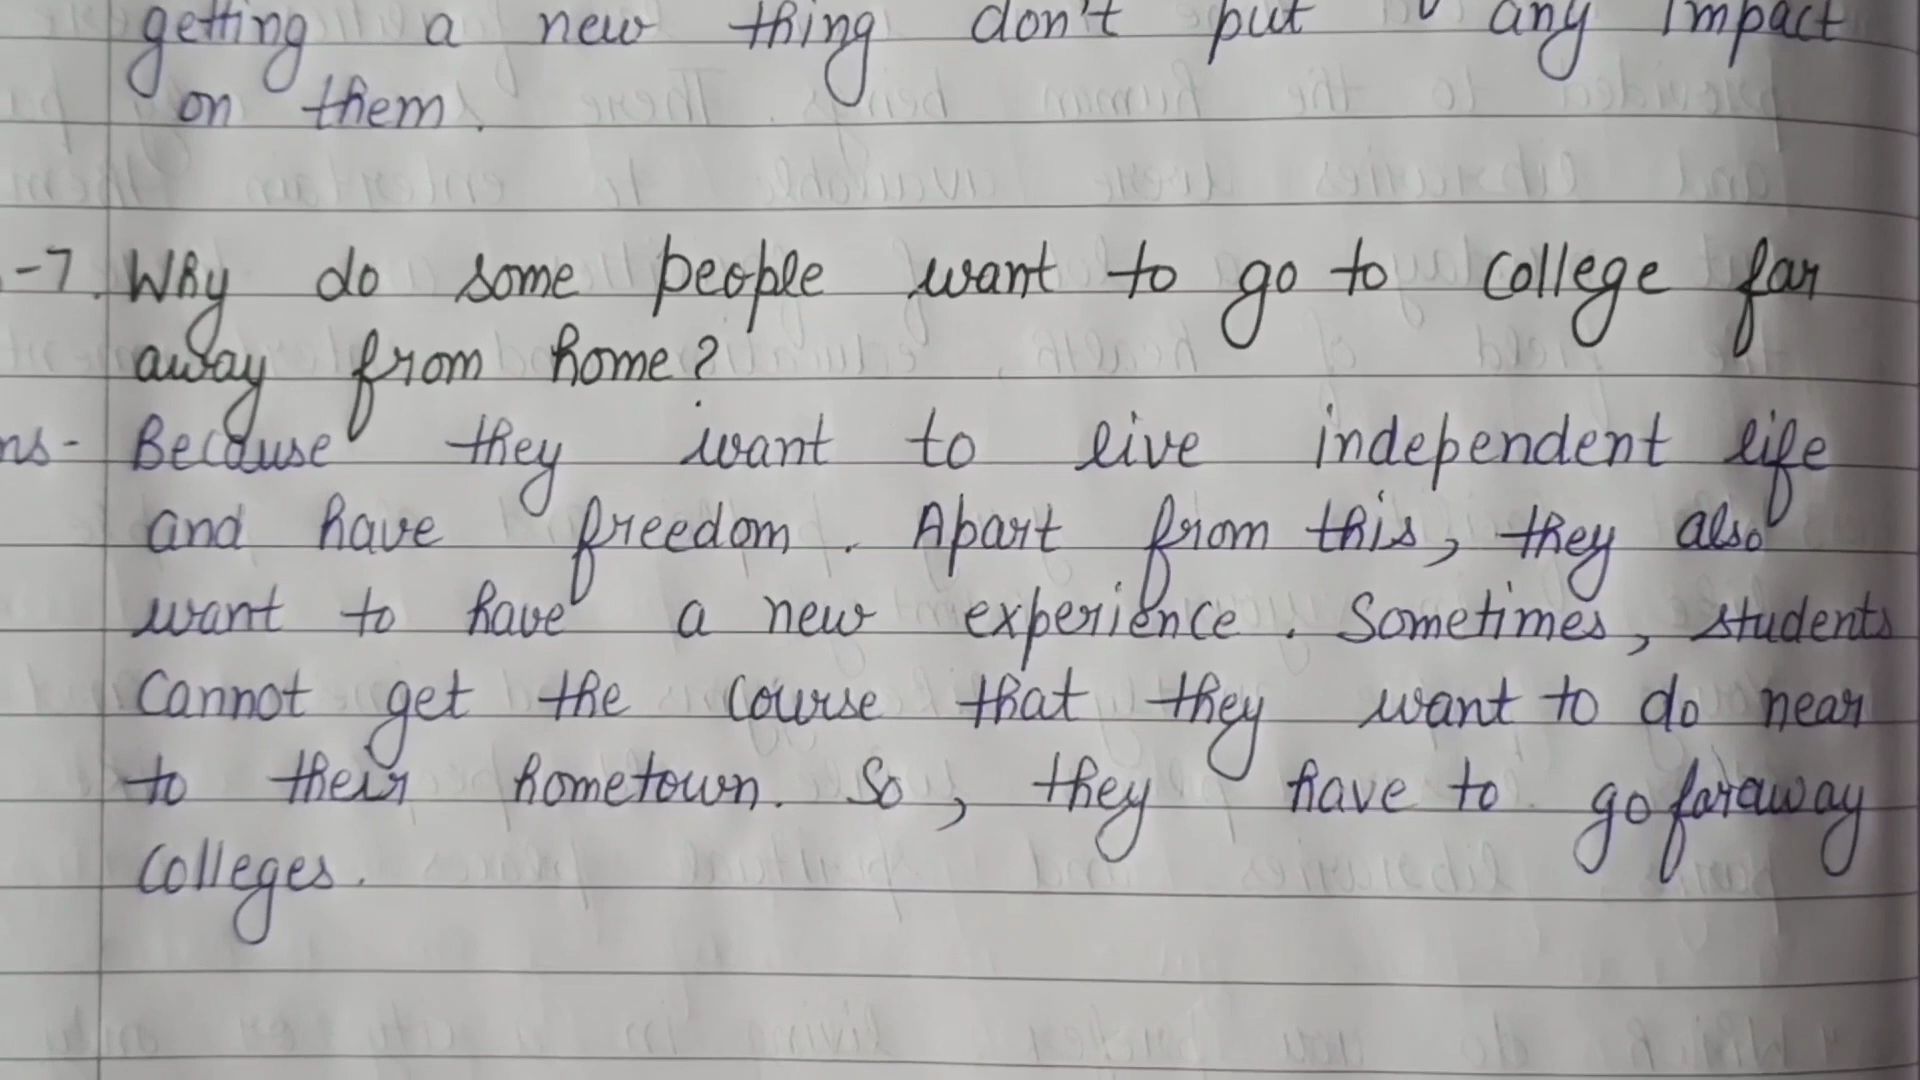 getting a new thing don't put any impact
on them.
-7. Why do some people want to go to college far
away from home?
ns- Because they want to live independent life
and have freedom. Apart from this, they also
want to have a new experience. Sometimes, students
cannot get the course that they want to do near
to their hometown. So, they have to go faraway
colleges.